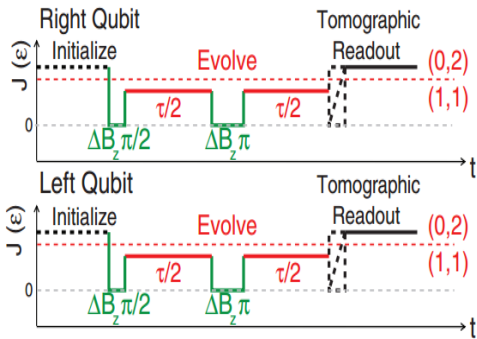 Right Qubit
Initialize
Tomographic
Readout
J (ε)
Evolve
(0,2)
τ/2
τ/2
(1,1)
0
ΔB_z π/2
ΔB_z π
t
Left Qubit
Initialize
Tomographic
Readout
J (ε)
Evolve
(0,2)
τ/2
τ/2
(1,1)
0
ΔB_z π/2
ΔB_z π
t